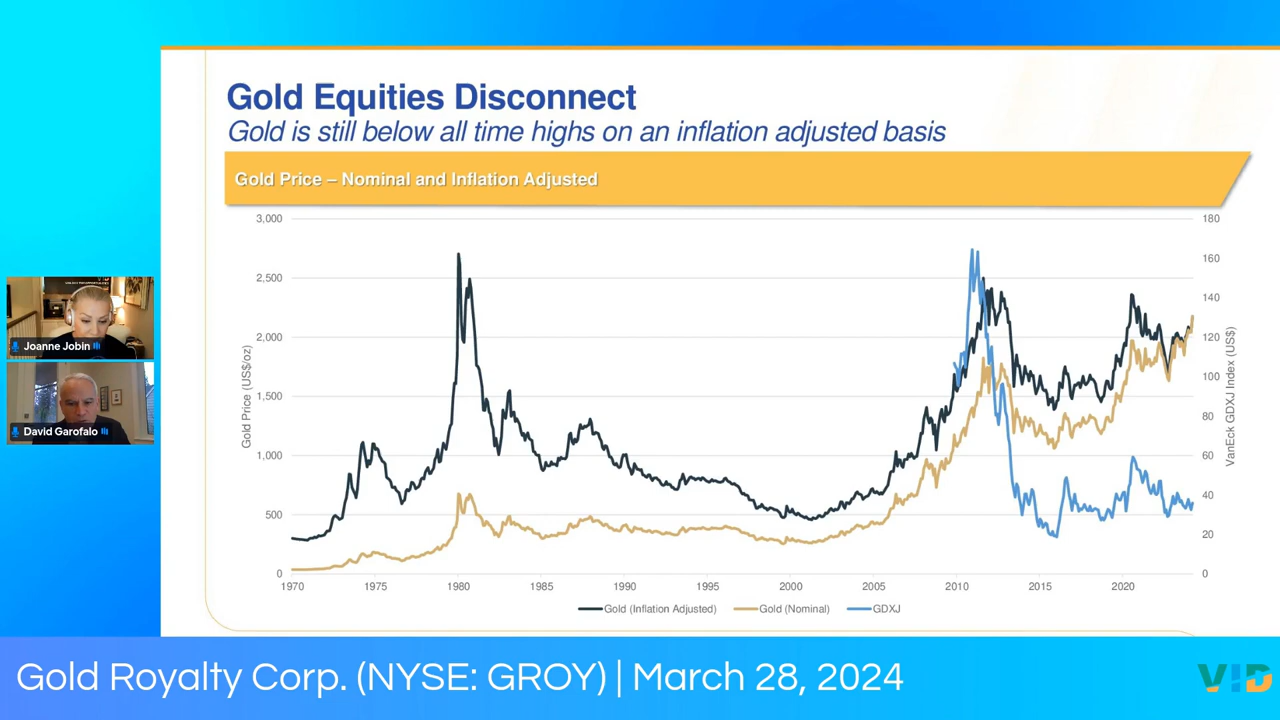 Gold Equities Disconnect
Gold is still below all time highs on an inflation adjusted basis
Gold Price – Nominal and Inflation Adjusted
3,000
2,500
2,000
1,500
1,000
500
0
Gold Price (US$/oz)
180
160
140
120
100
80
60
40
20
0
VanEck GDXJ Index (US$)
1970 1975 1980 1985 1990 1995 2000 2005 2010 2015 2020
Gold (Inflation Adjusted) Gold (Nominal) GDXJ
Joanne Jobin
David Garofalo
Gold Royalty Corp. (NYSE: GROY) | March 28, 2024
VID